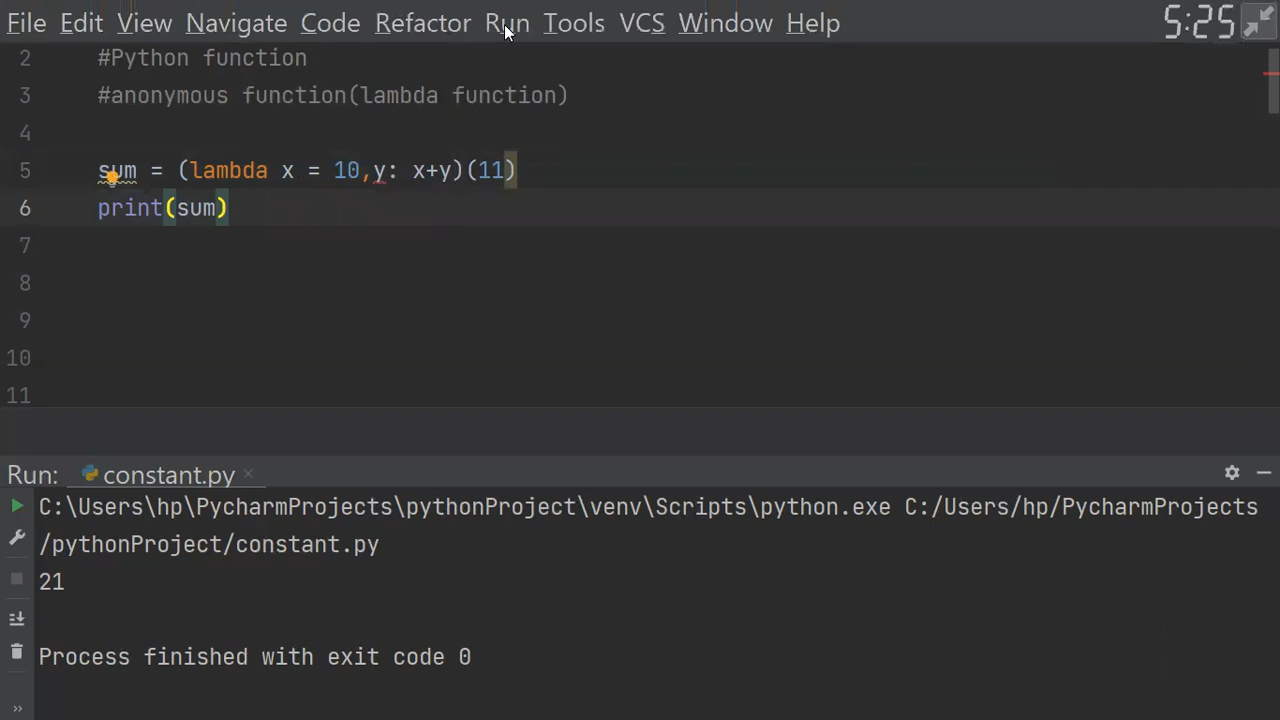 File Edit View Navigate Code Refactor Run Tools VCS Window Help 5:25
2 #Python function
3 #anonymous function(lambda function)
4
5 sum = (lambda x = 10,y: x+y)(11)
6 print(sum)
7
8
9
10
11
Run: constant.py ×
C:\Users\hp\PycharmProjects\pythonProject\venv\Scripts\python.exe C:/Users/hp/PycharmProjects
/pythonProject/constant.py
21
Process finished with exit code 0